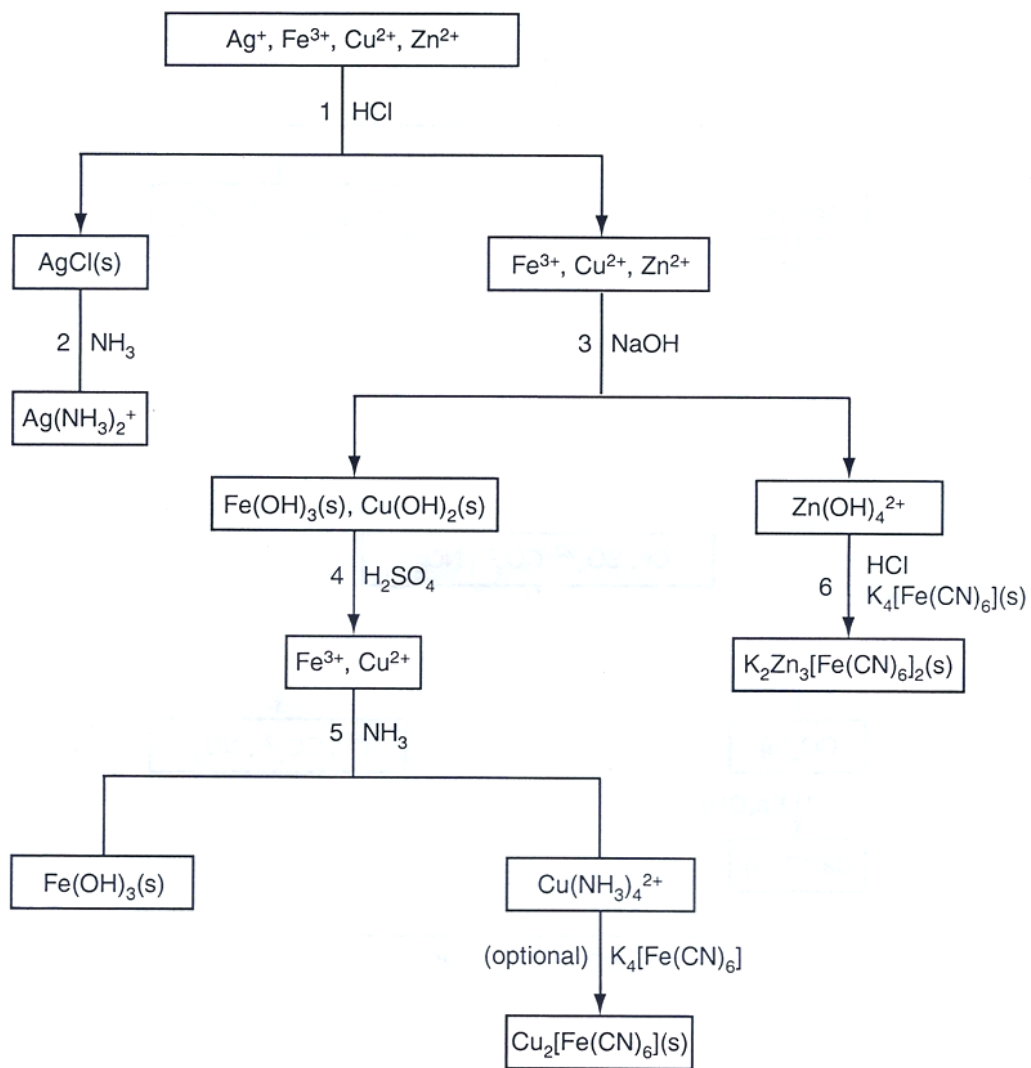 Ag⁺, Fe³⁺, Cu²⁺, Zn²⁺
1 HCl
AgCl(s)
Fe³⁺, Cu²⁺, Zn²⁺
2 NH₃
3 NaOH
Ag(NH₃)₂⁺
Fe(OH)₃(s), Cu(OH)₂(s)
Zn(OH)₄²⁺
4 H₂SO₄
6 HCl
K₄[Fe(CN)₆](s)
Fe³⁺, Cu²⁺
K₂Zn₃[Fe(CN)₆]₂(s)
5 NH₃
Fe(OH)₃(s)
Cu(NH₃)₄²⁺
(optional) K₄[Fe(CN)₆]
Cu₂[Fe(CN)₆](s)